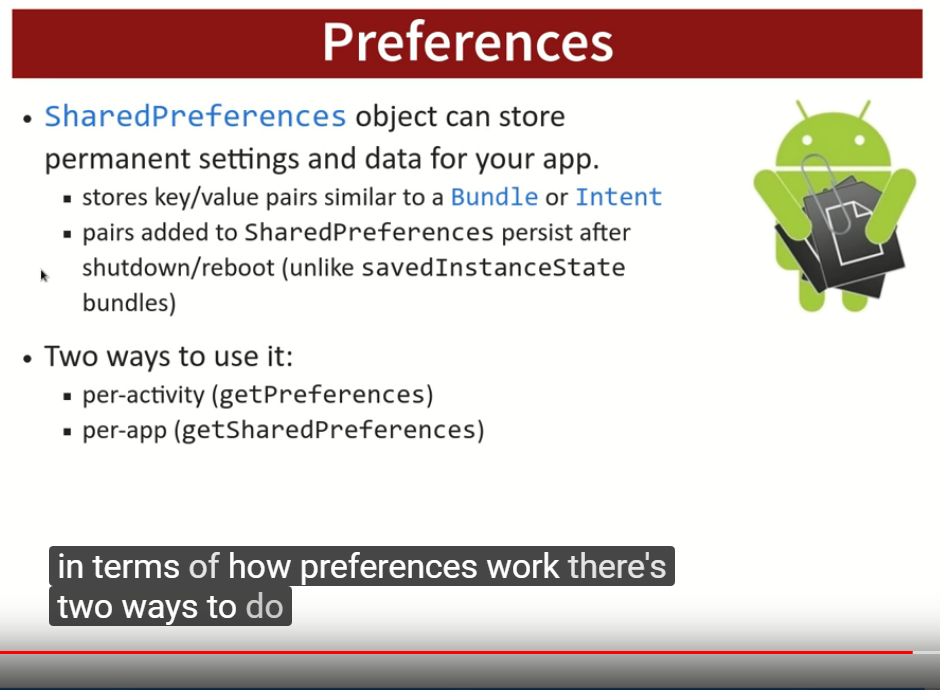 Preferences
• SharedPreferences object can store
permanent settings and data for your app.
▪ stores key/value pairs similar to a Bundle or Intent
▪ pairs added to SharedPreferences persist after
shutdown/reboot (unlike savedInstanceState
bundles)
• Two ways to use it:
▪ per-activity (getPreferences)
▪ per-app (getSharedPreferences)
in terms of how preferences work there's
two ways to do